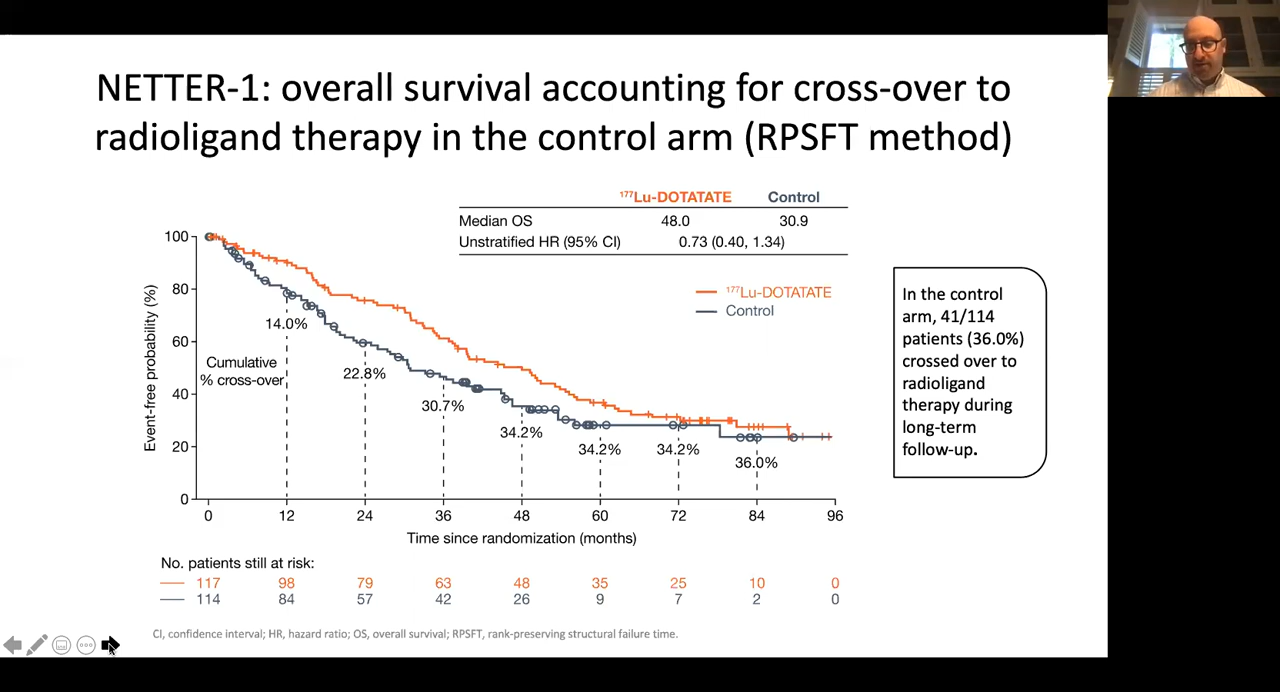 NETTER-1: overall survival accounting for cross-over to
radioligand therapy in the control arm (RPSFT method)
¹⁷⁷Lu-DOTATATE Control
Median OS 48.0 30.9
Unstratified HR (95% CI) 0.73 (0.40, 1.34)
¹⁷⁷Lu-DOTATATE
Control
Event-free probability (%)
100
80
60
40
20
0
Cumulative
% cross-over
14.0%
22.8%
30.7%
34.2%
34.2%
34.2%
36.0%
0 12 24 36 48 60 72 84 96
Time since randomization (months)
In the control
arm, 41/114
patients (36.0%)
crossed over to
radioligand
therapy during
long-term
follow-up.
No. patients still at risk:
117 98 79 63 48 35 25 10 0
114 84 57 42 26 9 7 2 0
CI, confidence interval; HR, hazard ratio; OS, overall survival; RPSFT, rank-preserving structural failure time.